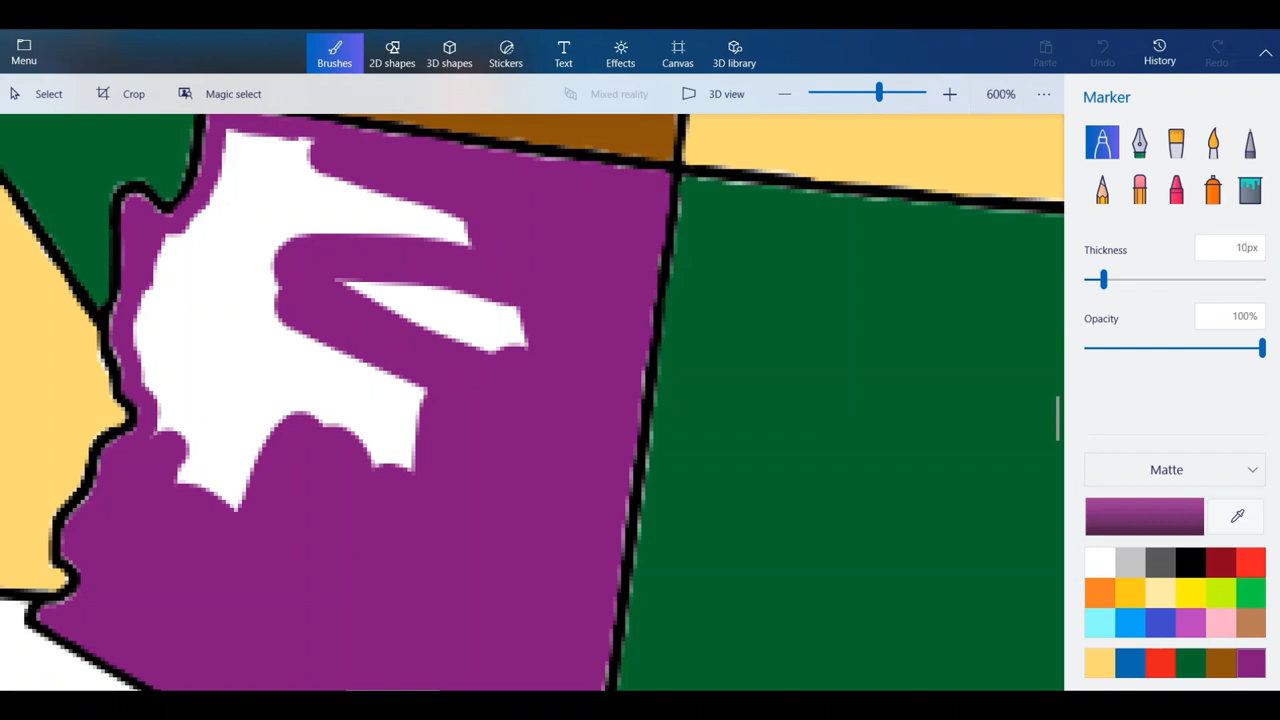 Menu
Brushes 2D shapes 3D shapes Stickers Text Effects Canvas 3D library Paste Undo History Redo
Select Crop Magic select Mixed reality 3D view 600%
Marker
Thickness 10px
Opacity 100%
Matte